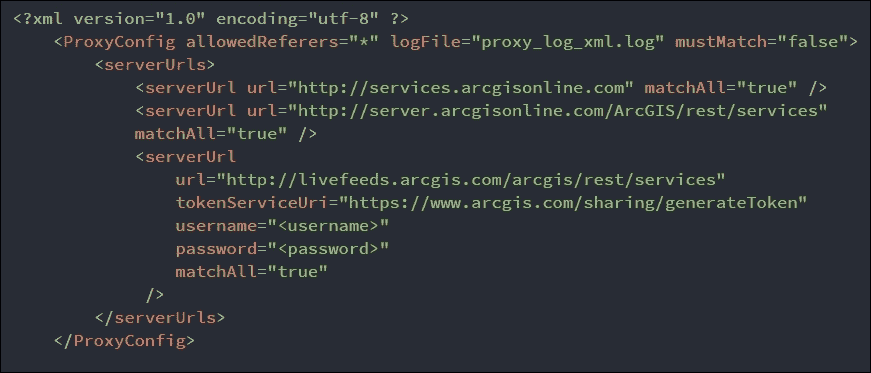 <?xml version="1.0" encoding="utf-8" ?>
<ProxyConfig allowedReferers="*" logFile="proxy_log_xml.log" mustMatch="false">
<serverUrls>
<serverUrl url="http://services.arcgisonline.com" matchAll="true" />
<serverUrl url="http://server.arcgisonline.com/ArcGIS/rest/services"
matchAll="true" />
<serverUrl
url="http://livefeeds.arcgis.com/arcgis/rest/services"
tokenServiceUri="https://www.arcgis.com/sharing/generateToken"
username="<username>"
password="<password>"
matchAll="true"
/>
</serverUrls>
</ProxyConfig>